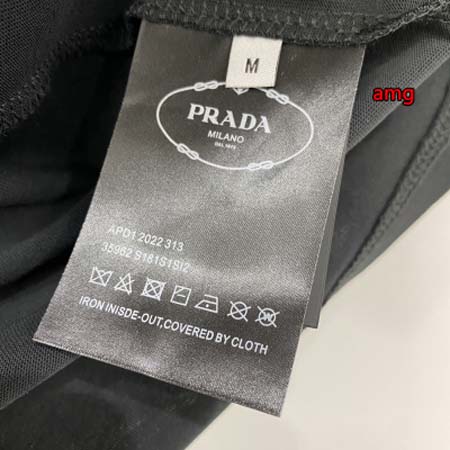 M
amg
PRADA
MILANO
DAL 1913
APD1 2022 313
35962 S181S1SI2
IRON INISDE-OUT,COVERED BY CLOTH